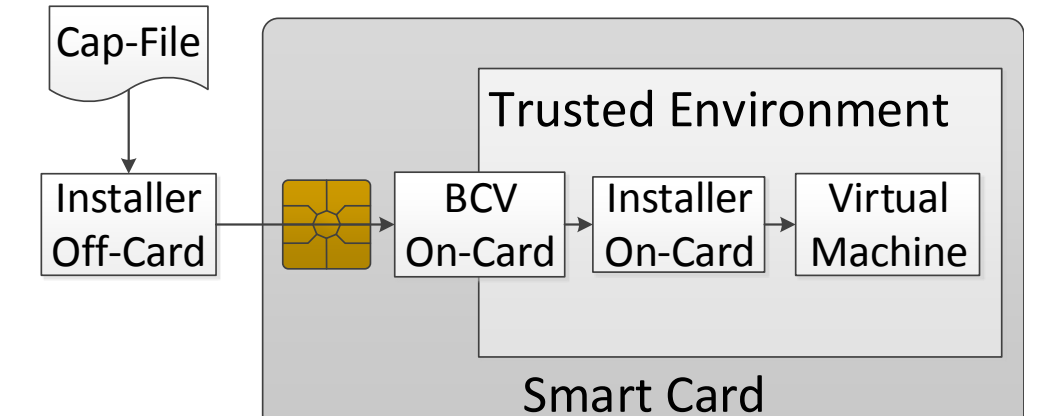 Cap-File
Trusted Environment
Installer
Off-Card
BCV
On-Card
Installer
On-Card
Virtual
Machine
Smart Card